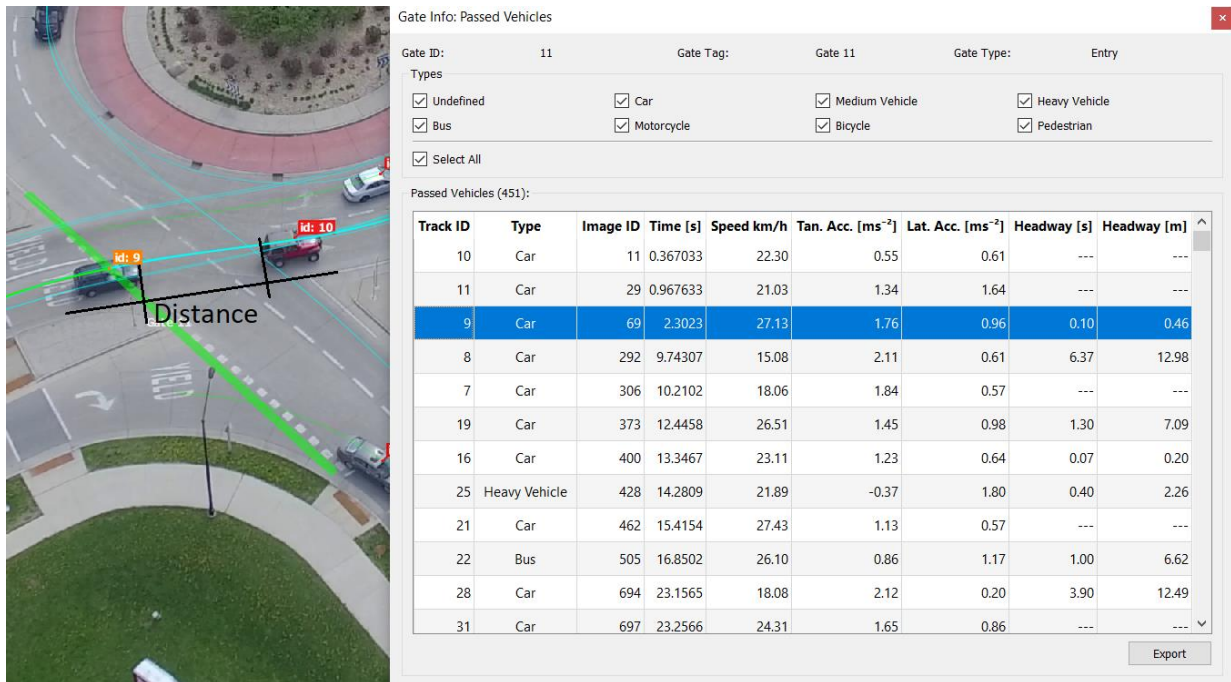 Gate Info: Passed Vehicles
Gate ID: 11 Gate Tag: Gate 11 Gate Type: Entry
Types
Undefined Car Medium Vehicle Heavy Vehicle
Bus Motorcycle Bicycle Pedestrian
Select All
Passed Vehicles (451):
Track ID Type Image ID Time [s] Speed km/h Tan. Acc. [ms⁻²] Lat. Acc. [ms⁻²] Headway [s] Headway [m]
10 Car 11 0.367033 22.30 0.55 0.61 --- ---
11 Car 29 0.967633 21.03 1.34 1.64 --- ---
9 Car 69 2.3023 27.13 1.76 0.96 0.10 0.46
8 Car 292 9.74307 15.08 2.11 0.61 6.37 12.98
7 Car 306 10.2102 18.06 1.84 0.57 --- ---
19 Car 373 12.4458 26.51 1.45 0.98 1.30 7.09
16 Car 400 13.3467 23.11 1.23 0.64 0.07 0.20
25 Heavy Vehicle 428 14.2809 21.89 -0.37 1.80 0.40 2.26
21 Car 462 15.4154 27.43 1.13 0.57 --- ---
22 Bus 505 16.8502 26.10 0.86 1.17 1.00 6.62
28 Car 694 23.1565 18.08 2.12 0.20 3.90 12.49
31 Car 697 23.2566 24.31 1.65 0.86 --- ---
Export
id: 10
id: 9
Distance
YIELD